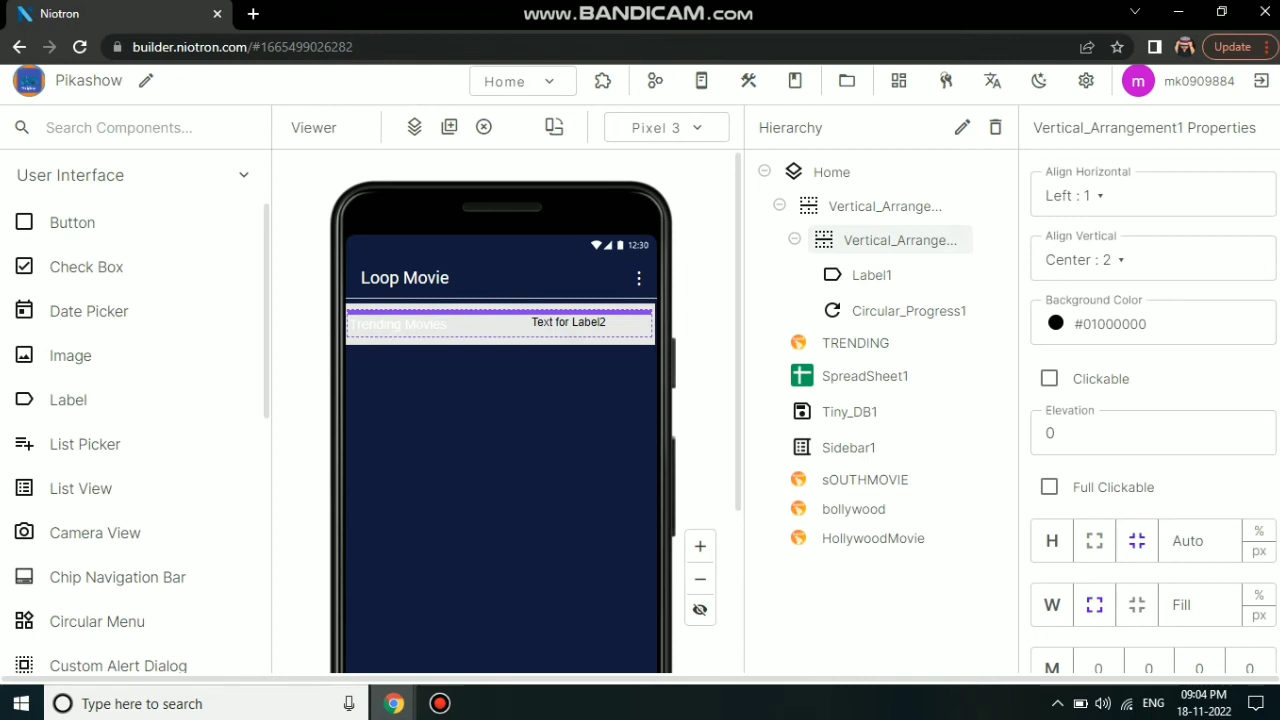 Niotron
www.BANDICAM.com
builder.niotron.com/#1665499026282
Update
Pikashow
Home
m
mk0909884
Search Components...
Viewer
Pixel 3
Hierarchy
Vertical_Arrangement1 Properties
User Interface
Button
Check Box
Date Picker
Image
Label
List Picker
List View
Camera View
Chip Navigation Bar
Circular Menu
Custom Alert Dialog
12:30
Loop Movie
Trending Movies
Text for Label2
Home
Vertical_Arrange...
Vertical_Arrange...
Label1
Circular_Progress1
TRENDING
SpreadSheet1
Tiny_DB1
Sidebar1
sOUTHMOVIE
bollywood
HollywoodMovie
Align Horizontal
Left : 1
Align Vertical
Center : 2
Background Color
#01000000
Clickable
Elevation
0
Full Clickable
H Auto % px
W Fill % px
M 0 0 0 0
Type here to search
ENG
09:04 PM
18-11-2022